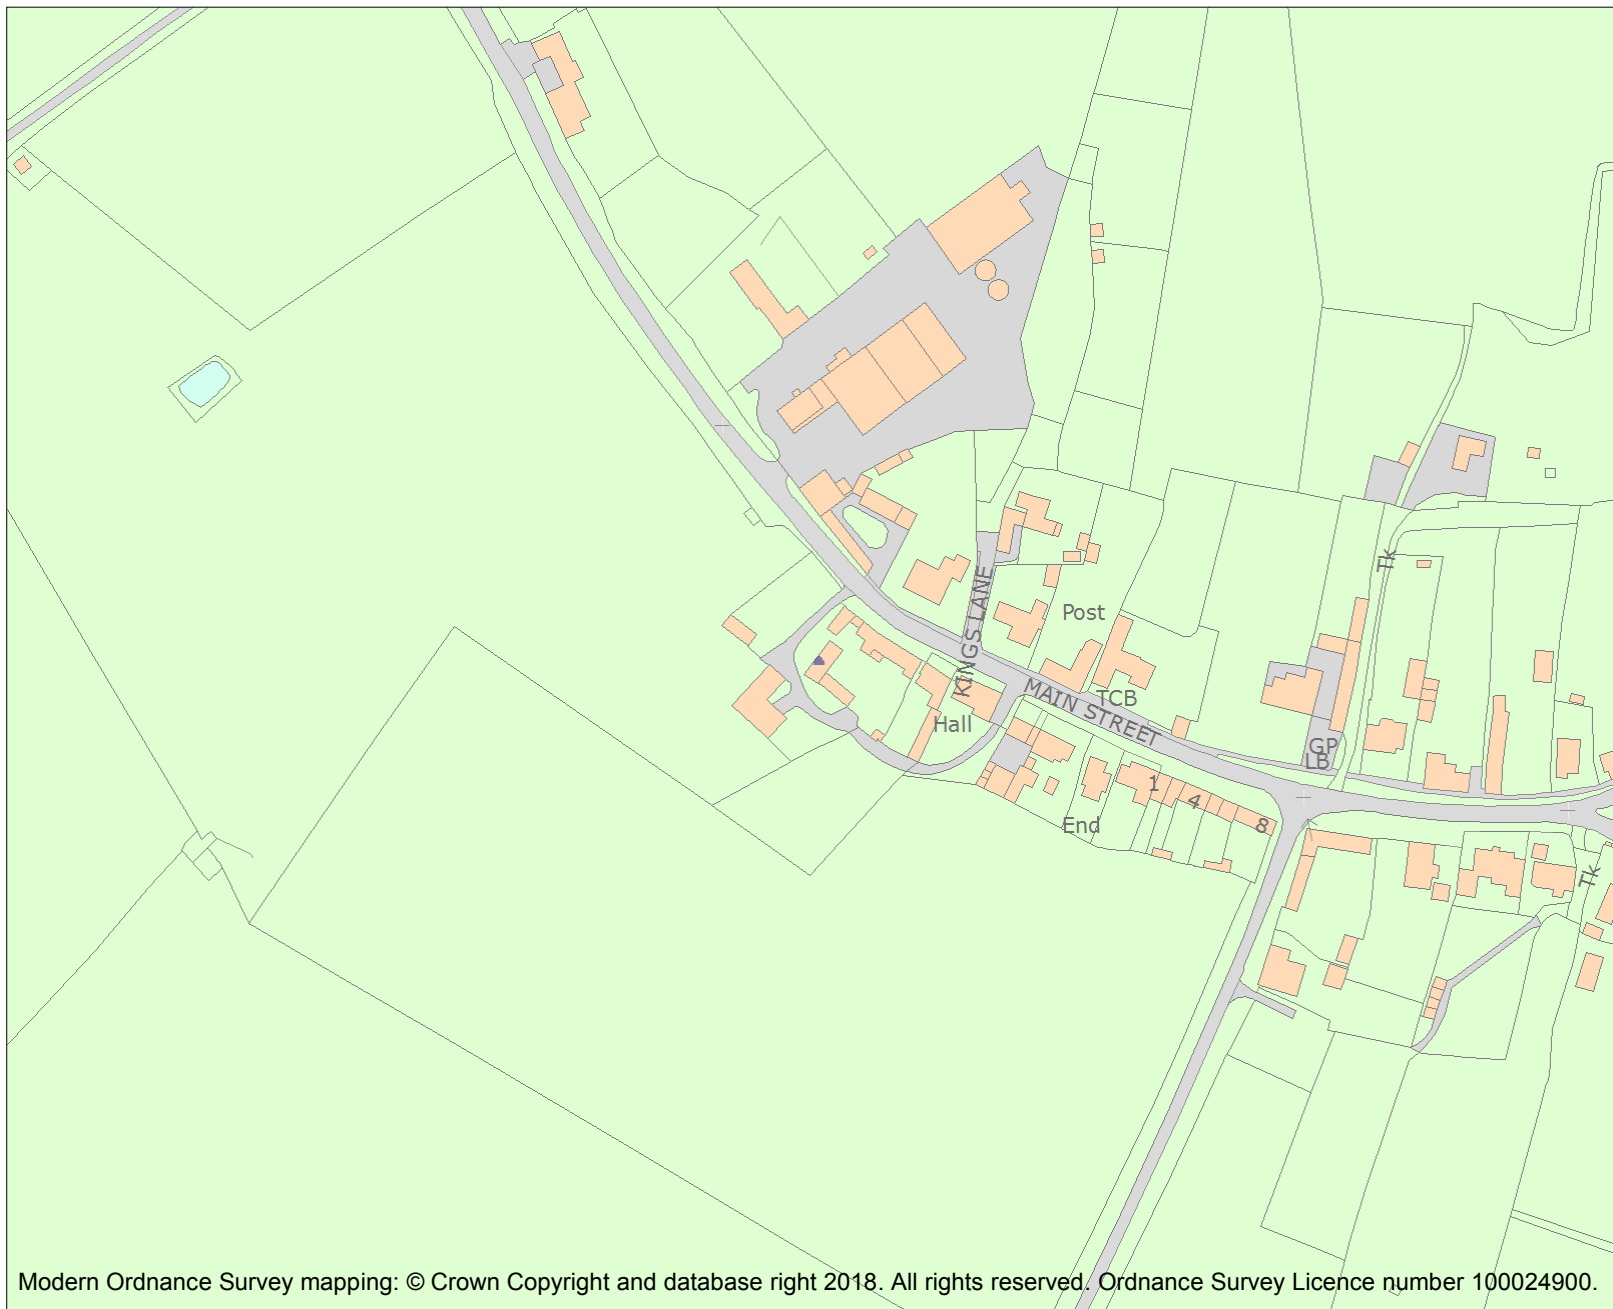 Tk
KINGS LANE
Post
TCB
MAIN STREET
Hall
GP
LB
1
4
8
End
Tk
Modern Ordnance Survey mapping: © Crown Copyright and database right 2018. All rights reserved. Ordnance Survey Licence number 100024900.